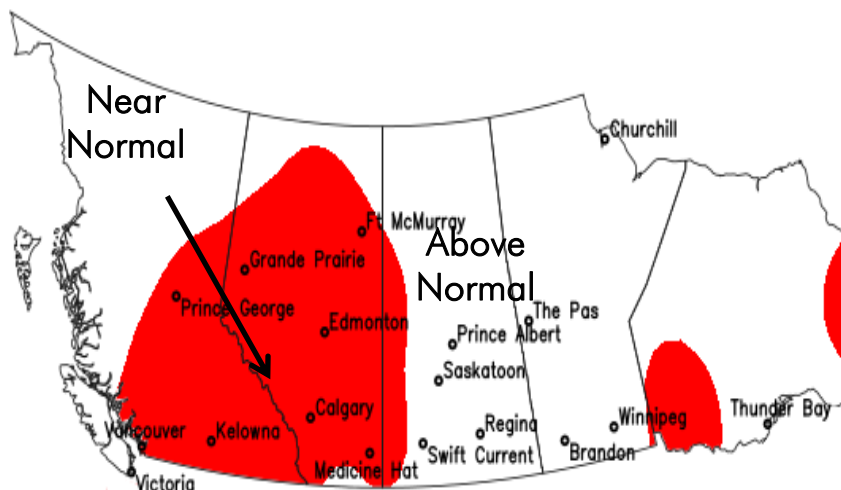 Near
Normal
Churchill
Ft McMurray
Above
Normal
Grande Prairie
Prince George
The Pas
Edmonton
Prince Albert
Saskatoon
Calgary
Regina
Winnipeg
Thunder Bay
Vancouver
Kelowna
Swift Current
Brandon
Medicine Hat
Victoria